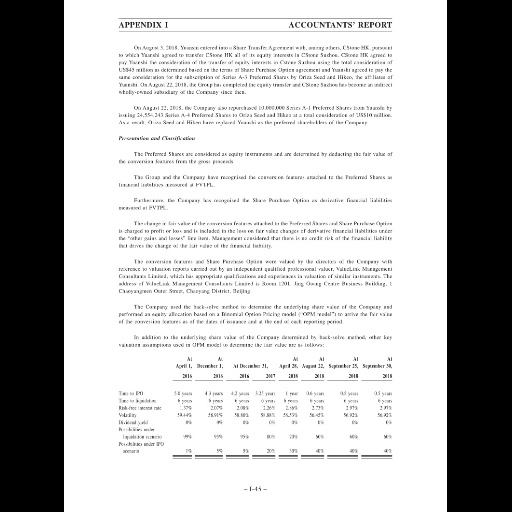 APPENDIX I ACCOUNTANTS' REPORT
On August 3, 2018, Yuanshi entered into a Share Transfer Agreement with, among others, CStone HK, pursuant
to which Yuanshi agreed to transfer CStone HK all of its equity interests in CStone Suzhou. CStone HK agreed to
pay Yuanshi the consideration of the transfer of equity interests in Cstone Suzhou using the total consideration of
US$45 million as determined based on the terms of Share Purchase Option agreement and Yuanshi agreed to pay the
same consideration for the subscription of Series A-3 Preferred Shares by Oriza Seed and Hikeo, the affiliates of
Yuanshi. On August 22, 2018, the Group has completed the equity transfer and CStone Suzhou has become an indirect
wholly-owned subsidiary of the Company since then.
On August 22, 2018, the Company also repurchased 10,000,000 Series A-1 Preferred Shares from Yuanshi by
issuing 24,554,243 Series A-4 Preferred Shares to Oriza Seed and Hikeo at a total consideration of US$10 million.
As a result, Oriza Seed and Hikeo have replaced Yuanshi as the preferred shareholders of the Company.
Presentation and Classification
The Preferred Shares are considered as equity instruments and are determined by deducting the fair value of
the conversion features from the gross proceeds.
The Group and the Company have recognised the conversion features attached to the Preferred Shares as
financial liabilities measured at FVTPL.
Furthermore, the Company has recognised the Share Purchase Option as derivative financial liabilities
measured at FVTPL.
The change in fair value of the conversion features attached to the Preferred Shares and Share Purchase Option
is charged to profit or loss and is included in the loss on fair value changes of derivative financial liabilities under
the "other gains and losses" line item. Management considered that there is no credit risk of the financial liability
that drives the change of the fair value of the financial liability.
The conversion features and Share Purchase Option were valued by the directors of the Company with
reference to valuation reports carried out by an independent qualified professional valuer, ValueLink Management
Consultants Limited, which has appropriate qualifications and experiences in valuation of similar instruments. The
address of ValueLink Management Consultants Limited is Room 1201, Jing Guang Centre Business Building, 1
Chaoyangmen Outer Street, Chaoyang District, Beijing.
The Company used the back-solve method to determine the underlying share value of the Company and
performed an equity allocation based on a Binomial Option Pricing model ("OPM model") to arrive the fair value
of the conversion features as of the dates of issuance and at the end of each reporting period.
In addition to the underlying share value of the Company determined by back-solve method, other key
valuation assumptions used in OPM model to determine the fair value are as follows:
At At At At At At
April 1, December 1, At December 31, April 28, August 22, September 25, September 30,
2016 2016 2016 2017 2018 2018 2018 2018
Time to IPO 5.0 years 4.3 years 4.2 years 3.25 years 1 year 0.6 years 0.5 years 0.5 years
Time to liquidation 6 years 6 years 6 years 6 years 6 years 6 years 6 years 6 years
Risk-free interest rate 1.37% 2.07% 2.08% 2.26% 2.86% 2.73% 2.97% 2.97%
Volatility 59.44% 58.91% 58.88% 58.88% 58.53% 56.45% 56.92% 56.92%
Dividend yield 0% 0% 0% 0% 0% 0% 0% 0%
Possibilities under
liquidation scenario 99% 95% 95% 80% 70% 60% 60% 60%
Possibilities under IPO
scenario 1% 5% 5% 20% 30% 40% 40% 40%
– I-45 –